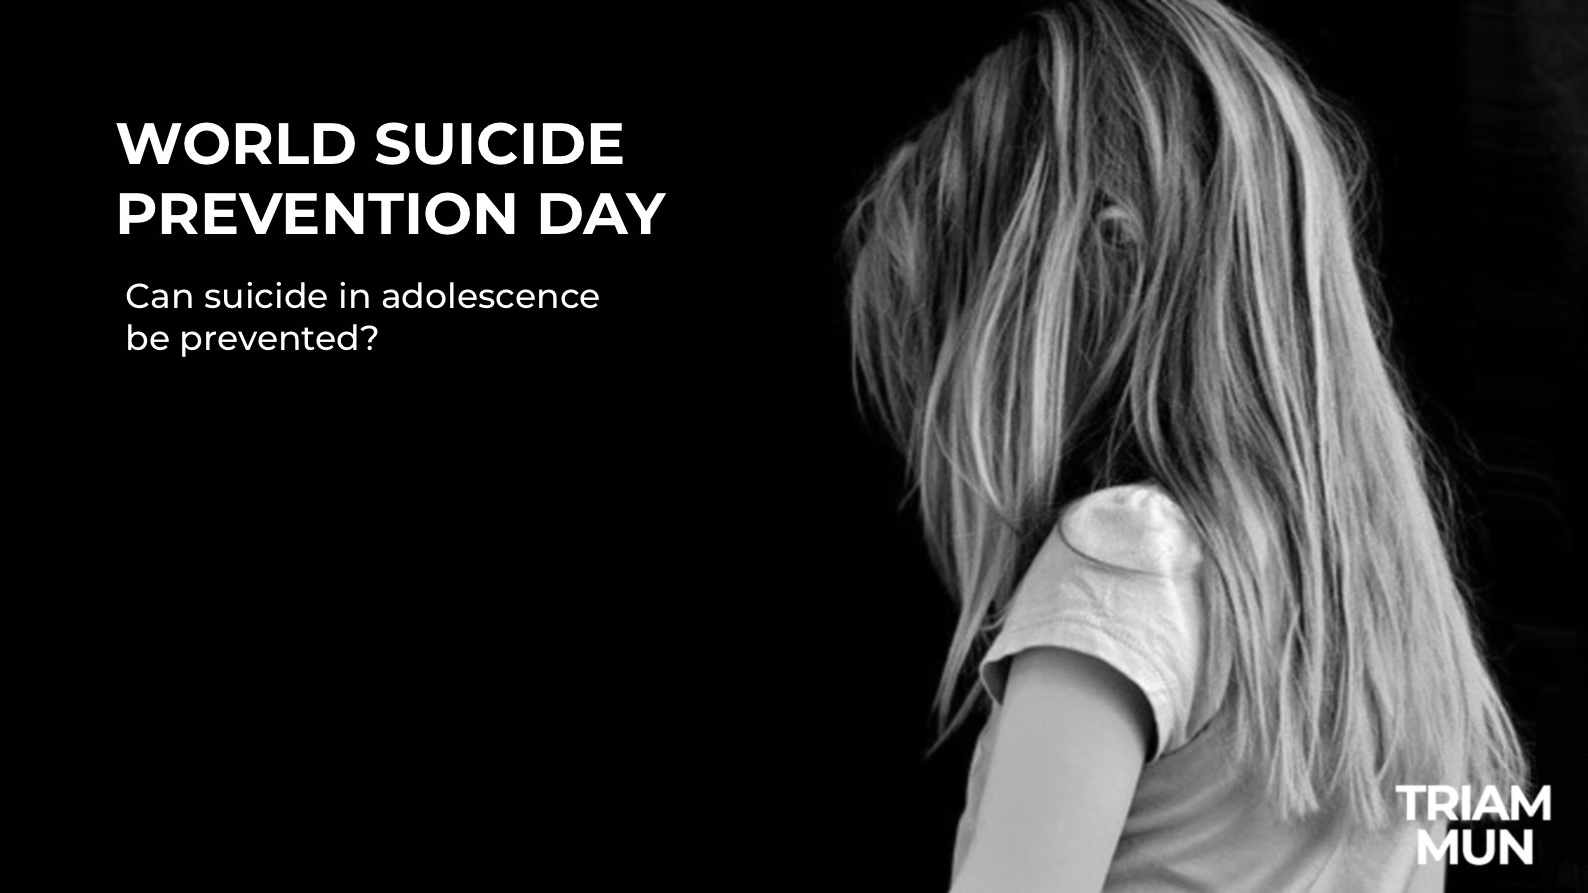 WORLD SUICIDE
PREVENTION DAY
Can suicide in adolescence
be prevented?
TRIAM
MUN